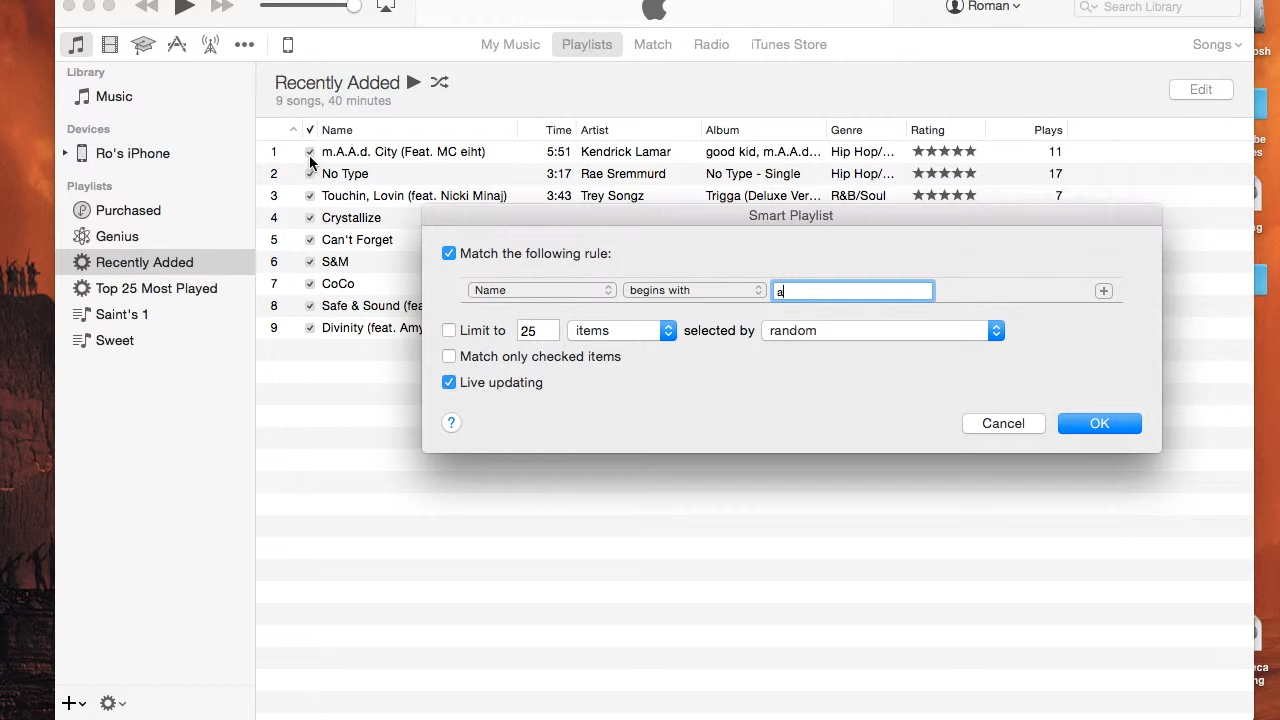 Roman
Search Library
My Music Playlists Match Radio iTunes Store Songs
Library
Music
Devices
Ro's iPhone
Playlists
Purchased
Genius
Recently Added
Top 25 Most Played
Saint's 1
Sweet
Recently Added
9 songs, 40 minutes
Edit
✓ Name Time Artist Album Genre Rating Plays
1 m.A.A.d. City (Feat. MC eiht) 5:51 Kendrick Lamar good kid, m.A.A.d... Hip Hop/... ★★★★★ 11
2 No Type 3:17 Rae Sremmurd No Type - Single Hip Hop/... ★★★★★ 17
3 Touchin, Lovin (feat. Nicki Minaj) 3:43 Trey Songz Trigga (Deluxe Ver... R&B/Soul ★★★★★ 7
4 Crystallize
5 Can't Forget
6 S&M
7 CoCo
8 Safe & Sound (fea
9 Divinity (feat. Amy
Smart Playlist
Match the following rule:
Name begins with a
Limit to 25 items selected by random
Match only checked items
Live updating
? Cancel OK